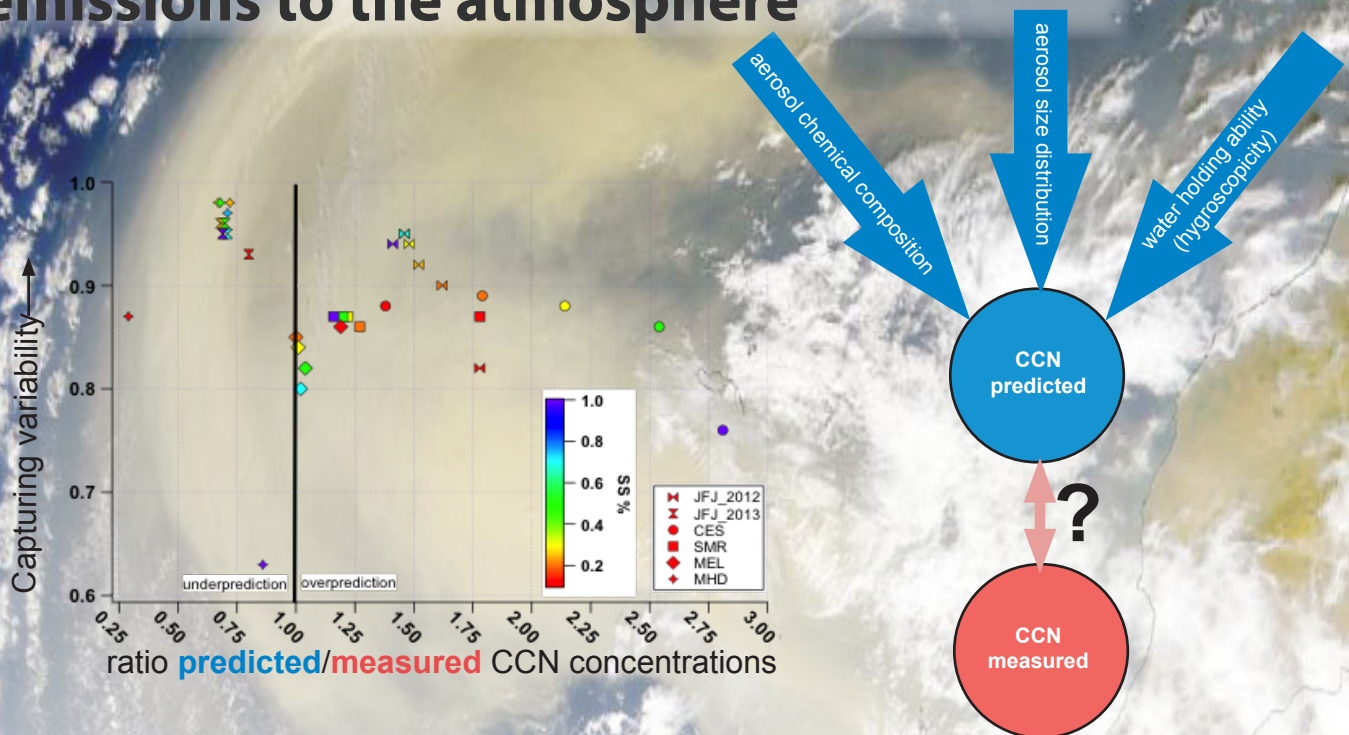 emissions to the atmosphere
aerosol chemical composition
aerosol size distribution
water holding ability
(hygroscopicity)
CCN
predicted
?
CCN
measured
Capturing variability
1.0
0.9
0.8
0.7
0.6
underprediction
overprediction
1.0
0.8
0.6
0.4
0.2
SS %
JFJ_2012
JFJ_2013
CES
SMR
MEL
MHD
0.25
0.50
0.75
1.00
1.25
1.50
1.75
2.00
2.25
2.50
2.75
3.00
ratio predicted/measured CCN concentrations